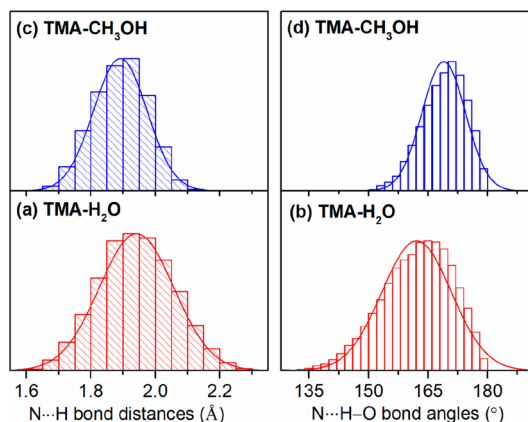 (c) TMA-CH₃OH
(d) TMA-CH₃OH
(a) TMA-H₂O
(b) TMA-H₂O
1.6 1.8 2.0 2.2
135 150 165 180
N···H bond distances (Å)
N···H–O bond angles (°)